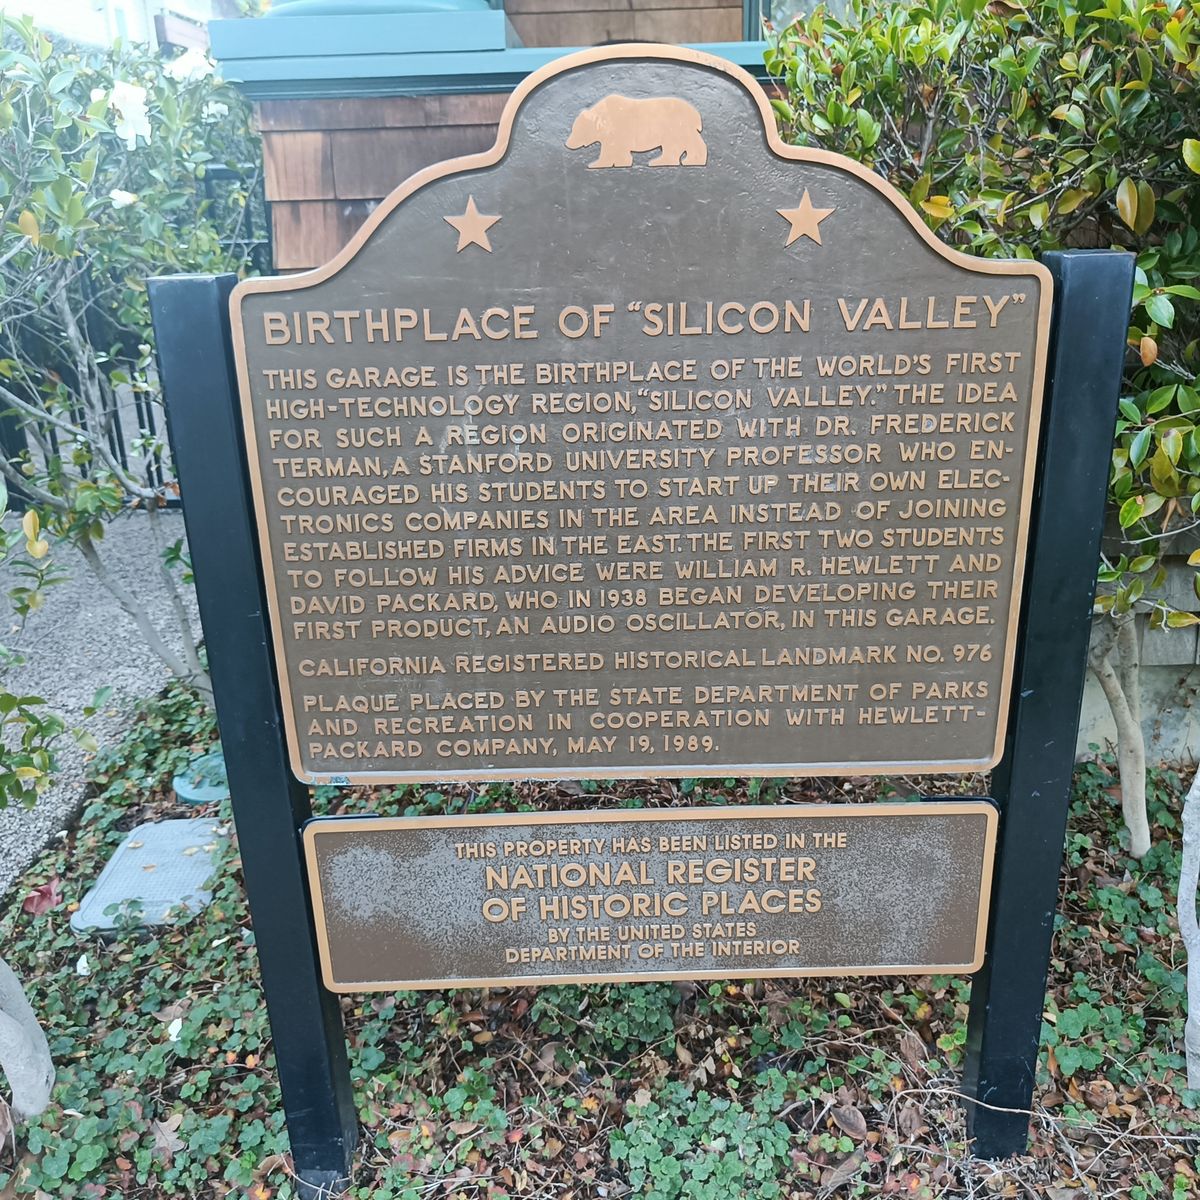 BIRTHPLACE OF "SILICON VALLEY"
THIS GARAGE IS THE BIRTHPLACE OF THE WORLD'S FIRST
HIGH-TECHNOLOGY REGION, "SILICON VALLEY." THE IDEA
FOR SUCH A REGION ORIGINATED WITH DR. FREDERICK
TERMAN, A STANFORD UNIVERSITY PROFESSOR WHO EN-
COURAGED HIS STUDENTS TO START UP THEIR OWN ELEC-
TRONICS COMPANIES IN THE AREA INSTEAD OF JOINING
ESTABLISHED FIRMS IN THE EAST. THE FIRST TWO STUDENTS
TO FOLLOW HIS ADVICE WERE WILLIAM R. HEWLETT AND
DAVID PACKARD, WHO IN 1938 BEGAN DEVELOPING THEIR
FIRST PRODUCT, AN AUDIO OSCILLATOR, IN THIS GARAGE.
CALIFORNIA REGISTERED HISTORICAL LANDMARK NO. 976
PLAQUE PLACED BY THE STATE DEPARTMENT OF PARKS
AND RECREATION IN COOPERATION WITH HEWLETT-
PACKARD COMPANY, MAY 19, 1989.
THIS PROPERTY HAS BEEN LISTED IN THE
NATIONAL REGISTER
OF HISTORIC PLACES
BY THE UNITED STATES
DEPARTMENT OF THE INTERIOR